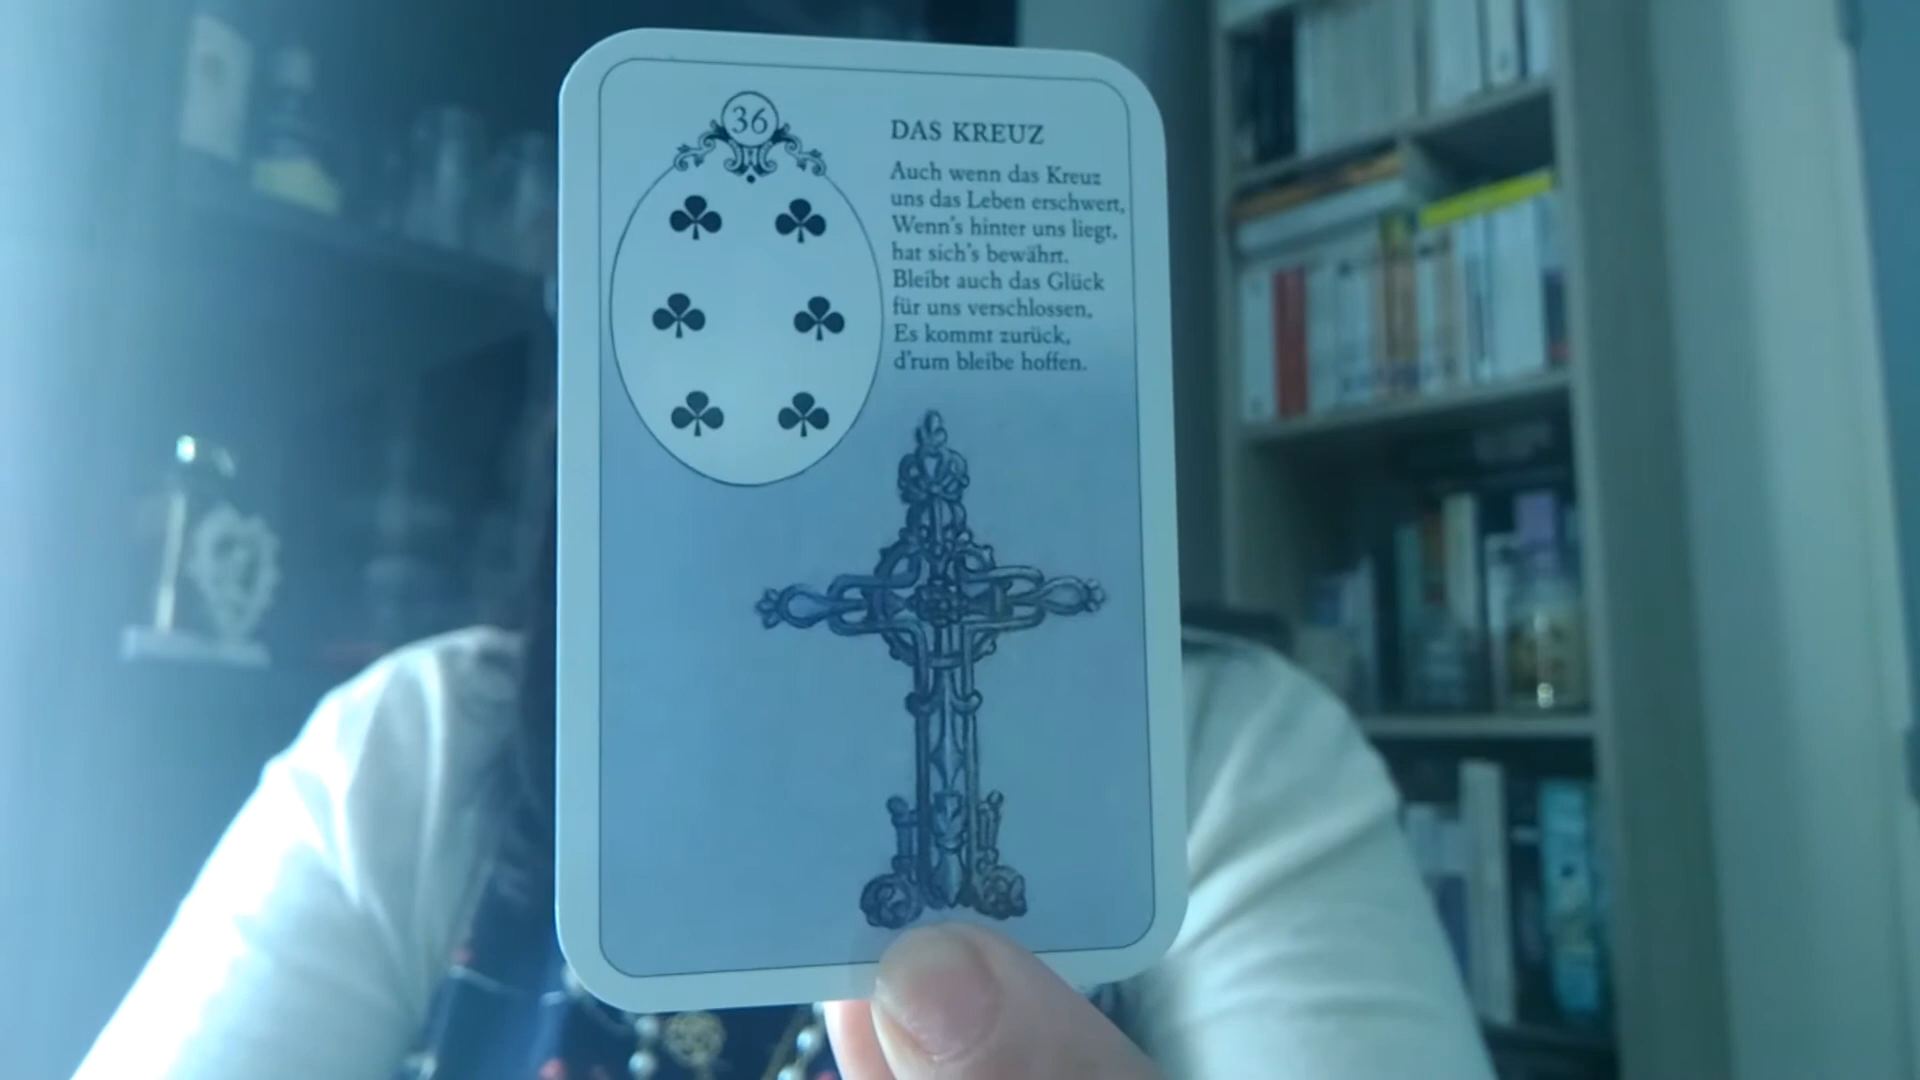 36
DAS KREUZ
Auch wenn das Kreuz
uns das Leben erschwert,
Wenn's hinter uns liegt,
hat sich's bewährt.
Bleibt auch das Glück
für uns verschlossen,
Es kommt zurück,
d'rum bleibe hoffen.